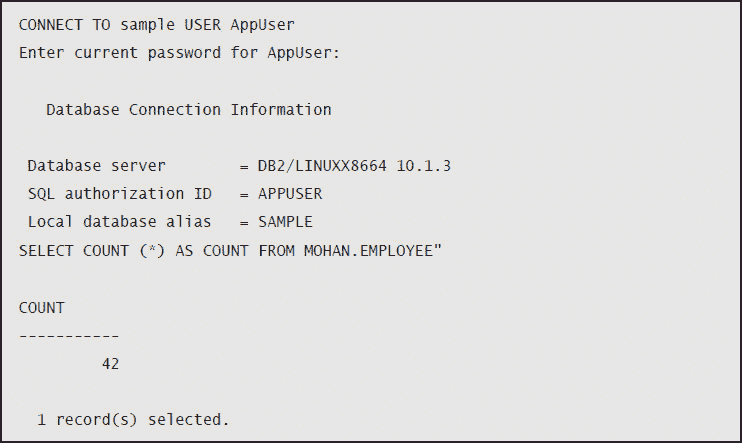 CONNECT TO sample USER AppUser
Enter current password for AppUser:
Database Connection Information
Database server = DB2/LINUXX8664 10.1.3
SQL authorization ID = APPUSER
Local database alias = SAMPLE
SELECT COUNT (*) AS COUNT FROM MOHAN.EMPLOYEE"
COUNT
-----------
42
1 record(s) selected.